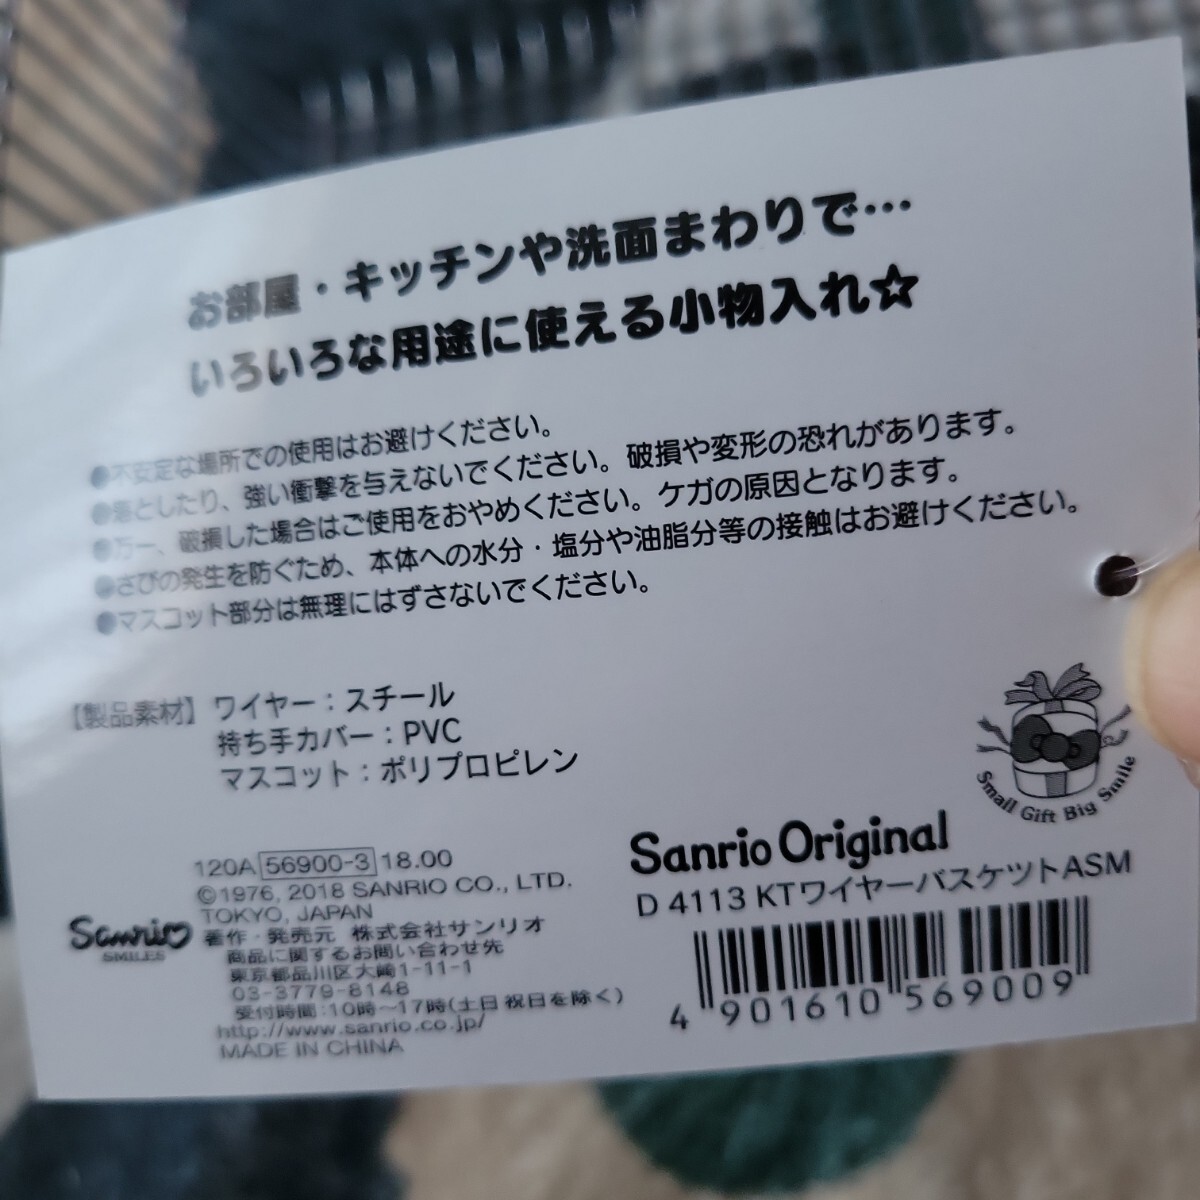 お部屋・キッチンや洗面まわりで…
いろいろな用途に使える小物入れ☆
●不安定な場所での使用はお避けください。
●落としたり、強い衝撃を与えないでください。破損や変形の恐れがあります。
●万一、破損した場合はご使用をおやめください。ケガの原因となります。
●さびの発生を防ぐため、本体への水分・塩分や油脂分等の接触はお避けください。
●マスコット部分は無理にはずさないでください。
【製品素材】ワイヤー：スチール
持ち手カバー：PVC
マスコット：ポリプロピレン
Small Gift Big Smile
Sanrio Original
D 4113 KTワイヤーバスケットASM
4 901610 569009
120A 56900-3 18.00
©1976, 2018 SANRIO CO., LTD.
TOKYO, JAPAN
Sanrio
SMILES
著作・発売元 株式会社サンリオ
商品に関するお問い合わせ先
東京都品川区大崎1-11-1
03-3779-8148
受付時間：10時～17時(土日祝日を除く)
http://www.sanrio.co.jp/
MADE IN CHINA